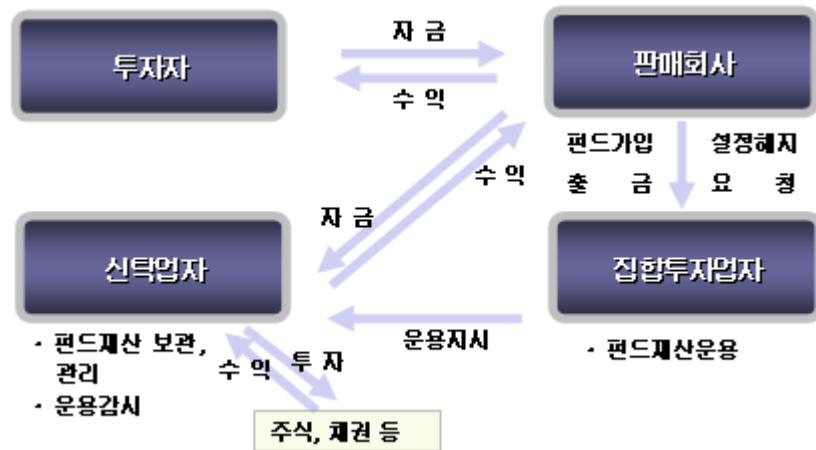 투자자
자 금
수 익
판매회사
펀드가입 설정해지
출 금 요 청
수 익
자 금
신탁업자
집합투자업자
운용지시
· 펀드재산 보관,
관리
· 운용감시
수 익
투 자
· 펀드재산운용
주식, 채권 등